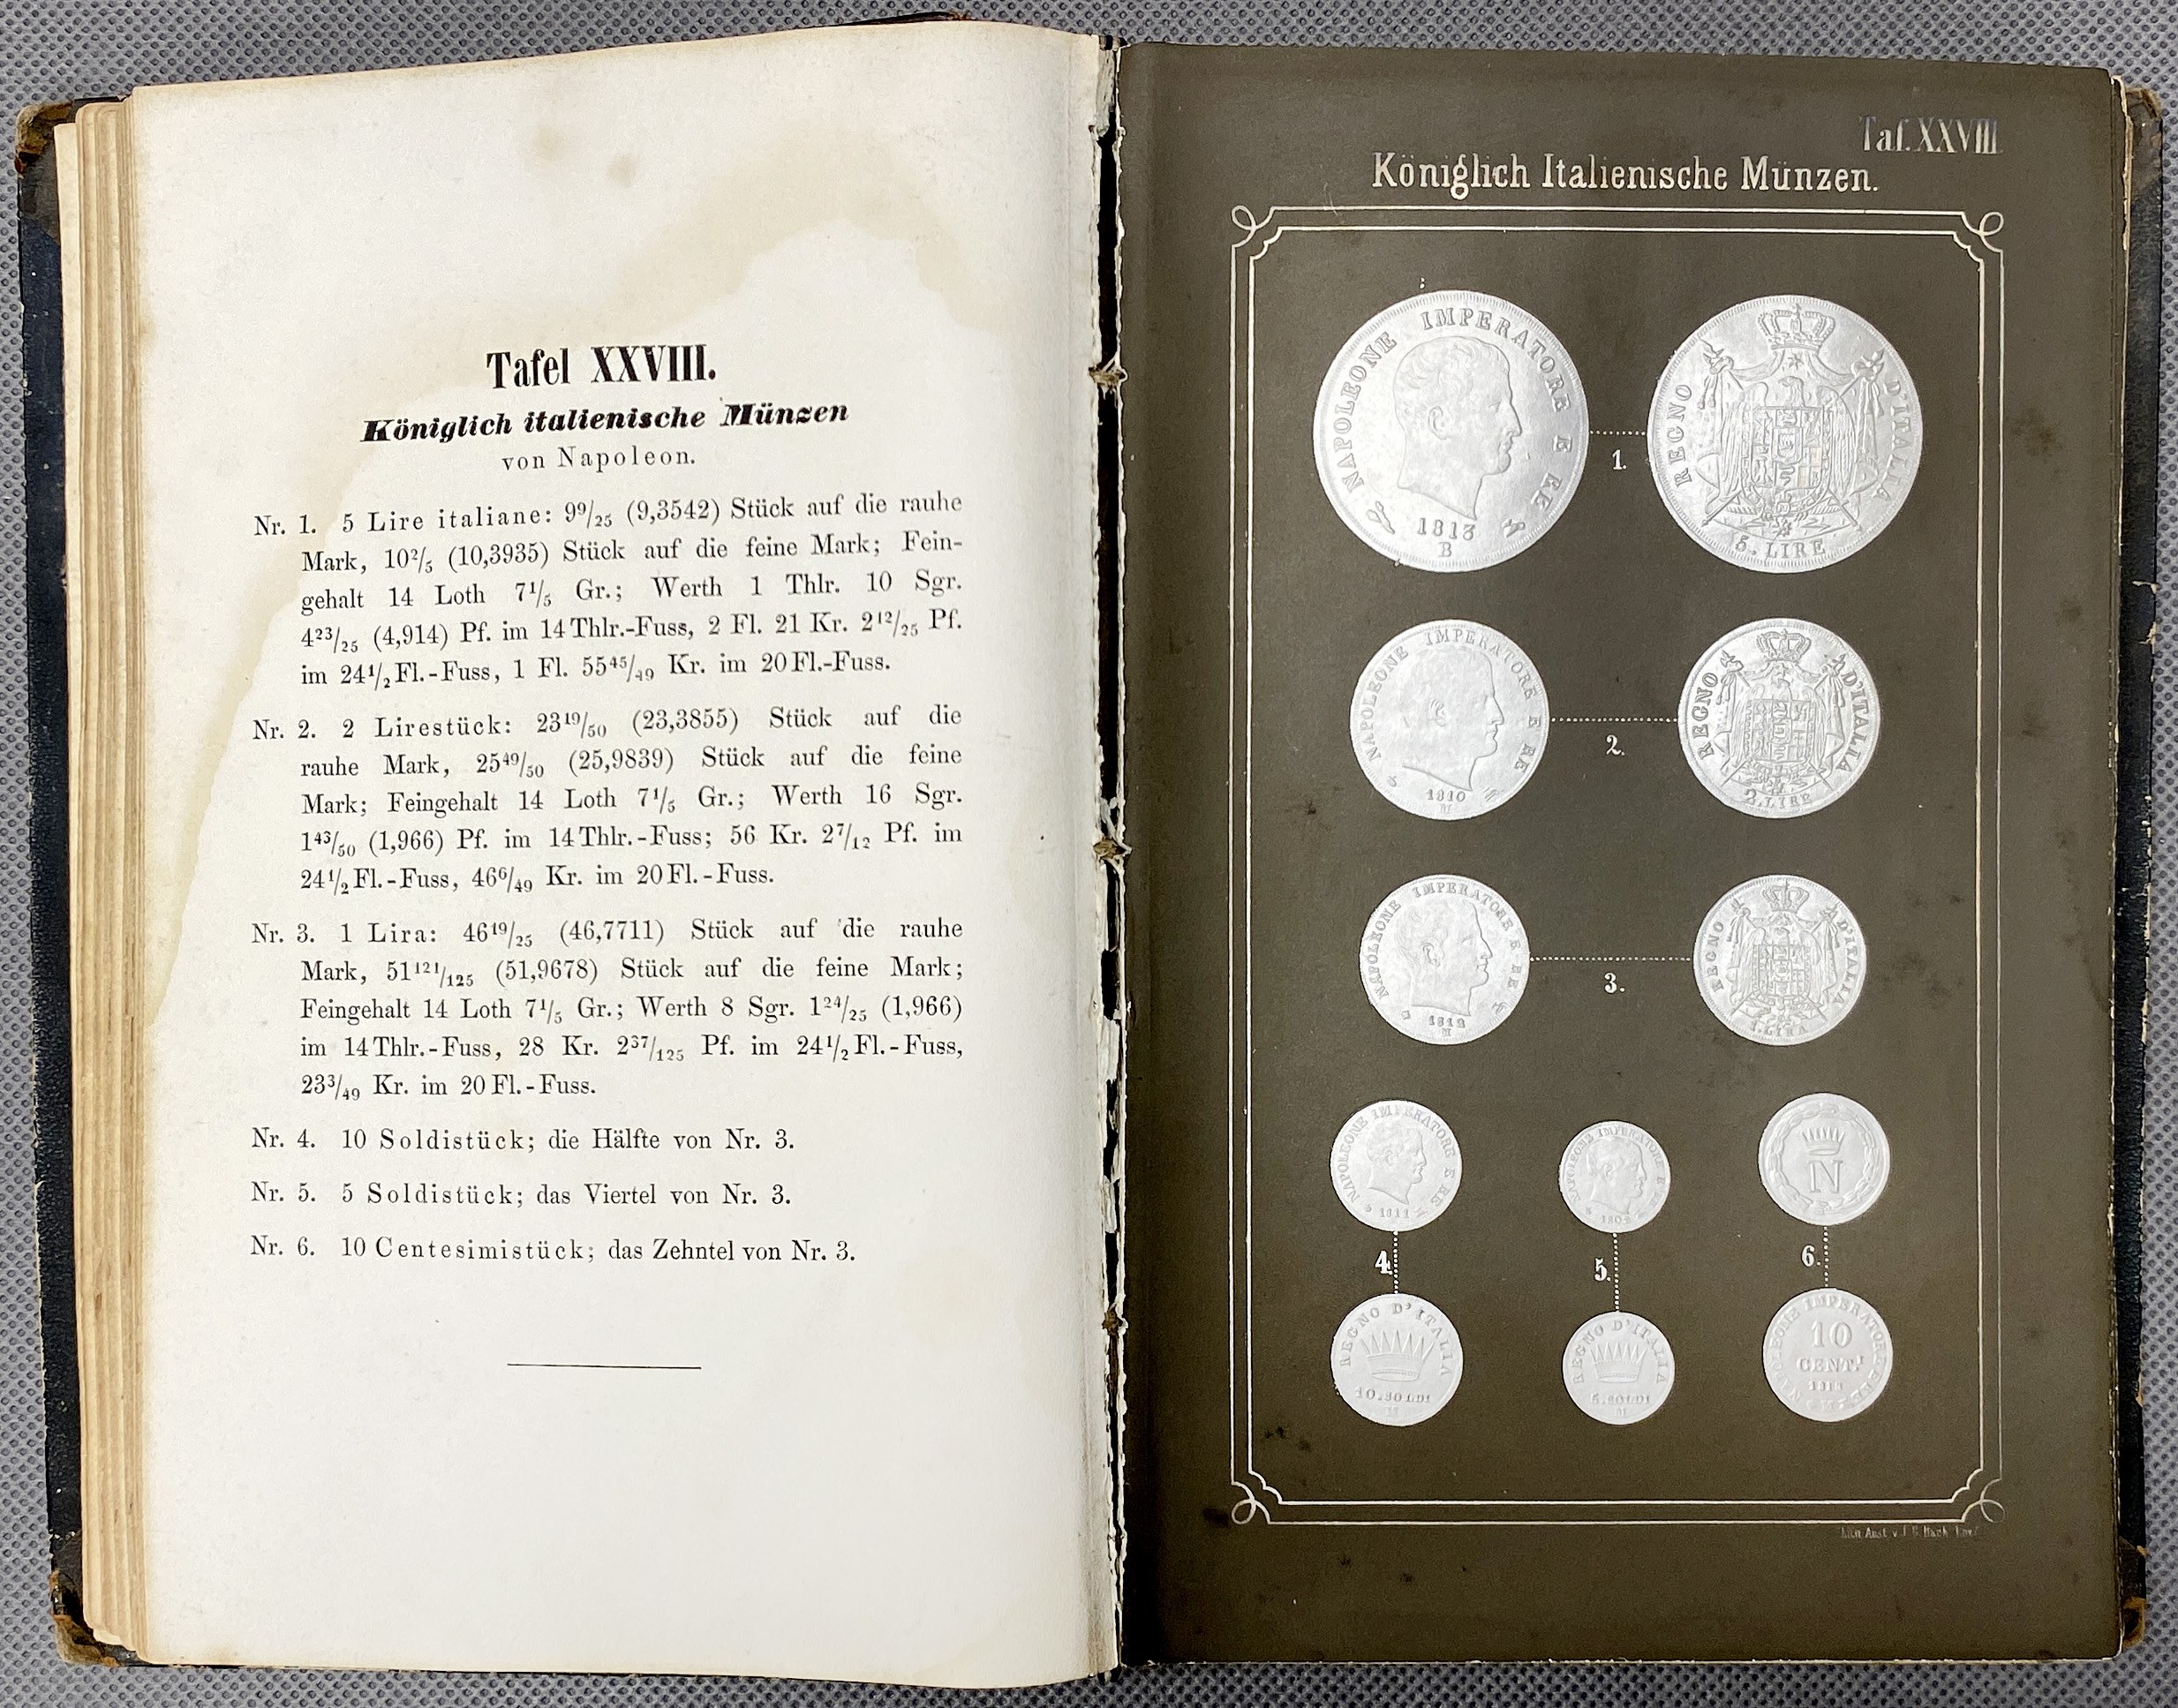 Tafel XXVIII.
Königlich italienische Münzen
von Napoleon.
Nr. 1. 5 Lire italiane: 9⁹/₂₅ (9,3542) Stück auf die rauhe
Mark, 10²/₅ (10,3935) Stück auf die feine Mark; Fein-
gehalt 14 Loth 7¹/₅ Gr.; Werth 1 Thlr. 10 Sgr.
4²³/₂₅ (4,914) Pf. im 14 Thlr.-Fuss, 2 Fl. 21 Kr. 2¹²/₂₅ Pf.
im 24¹/₂ Fl.-Fuss, 1 Fl. 55⁴⁵/₄₉ Kr. im 20 Fl.-Fuss.
Nr. 2. 2 Lirestück: 23¹⁹/₅₀ (23,3855) Stück auf die
rauhe Mark, 25⁴⁹/₅₀ (25,9839) Stück auf die feine
Mark; Feingehalt 14 Loth 7¹/₅ Gr.; Werth 16 Sgr.
1⁴³/₅₀ (1,966) Pf. im 14 Thlr.-Fuss; 56 Kr. 2⁷/₁₂ Pf. im
24¹/₂ Fl.-Fuss, 46⁶/₄₉ Kr. im 20 Fl.-Fuss.
Nr. 3. 1 Lira: 46¹⁹/₂₅ (46,7711) Stück auf die rauhe
Mark, 51¹²¹/₁₂₅ (51,9678) Stück auf die feine Mark;
Feingehalt 14 Loth 7¹/₅ Gr.; Werth 8 Sgr. 1²⁴/₂₅ (1,966)
im 14 Thlr.-Fuss, 28 Kr. 2³⁷/₁₂₅ Pf. im 24¹/₂ Fl.-Fuss,
23³/₄₉ Kr. im 20 Fl.-Fuss.
Nr. 4. 10 Soldistück; die Hälfte von Nr. 3.
Nr. 5. 5 Soldistück; das Viertel von Nr. 3.
Nr. 6. 10 Centesimistück; das Zehntel von Nr. 3.
Taf. XXVIII
Königlich Italienische Münzen.
NAPOLEONE IMPERATORE E RE
1813
B
REGNO D'ITALIA
5. LIRE
1.
NAPOLEONE IMPERATORE E RE
1810
M
REGNO D'ITALIA
2. LIRE
2.
NAPOLEONE IMPERATORE E RE
1812
M
REGNO D'ITALIA
1. LIRA
3.
NAPOLEONE IMPERATORE E RE
1811
NAPOLEONE IMPERATORE E
N
4.
5.
6.
REGNO D'ITALIA
10. SOLDI
M
REGNO D'ITALIA
5. SOLDI
M
NAPOLEONE IMPERATORE E RE
10
CENT.